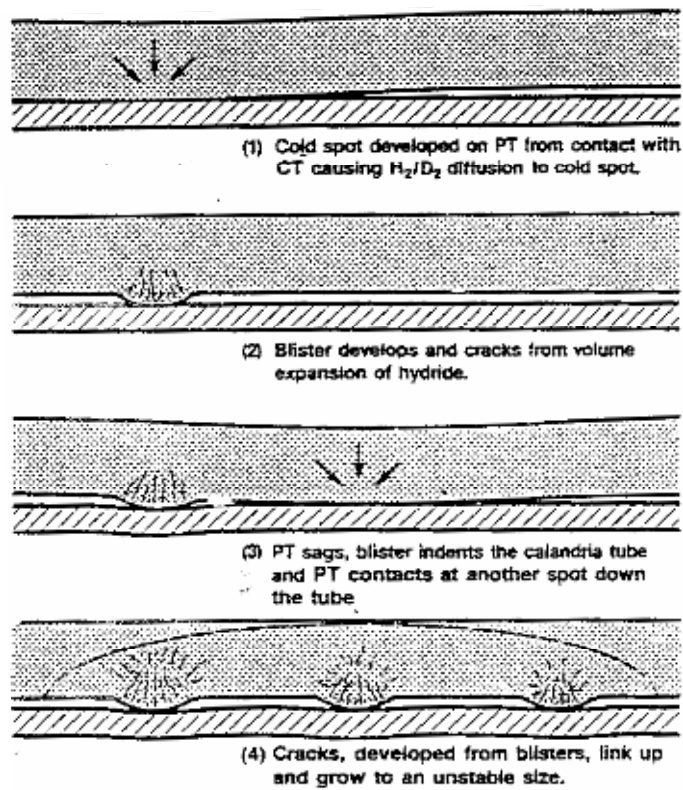 (1) Cold spot developed on PT from contact with
CT causing H₂/D₂ diffusion to cold spot.
(2) Blister develops and cracks from volume
expansion of hydride.
(3) PT sags, blister indents the calandria tube
and PT contacts at another spot down
the tube
(4) Cracks, developed from blisters, link up
and grow to an unstable size.